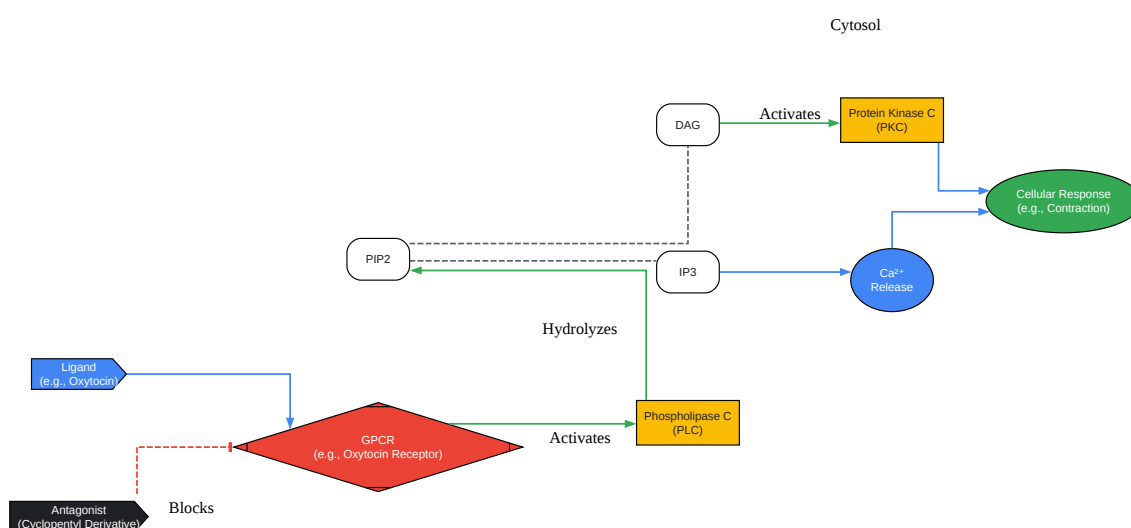 Cytosol
DAG
Activates
Protein Kinase C
(PKC)
Cellular Response
(e.g., Contraction)
PIP2
IP3
Ca²⁺
Release
Hydrolyzes
Ligand
(e.g., Oxytocin)
GPCR
(e.g., Oxytocin Receptor)
Activates
Phospholipase C
(PLC)
Antagonist
(Cyclopentyl Derivative)
Blocks